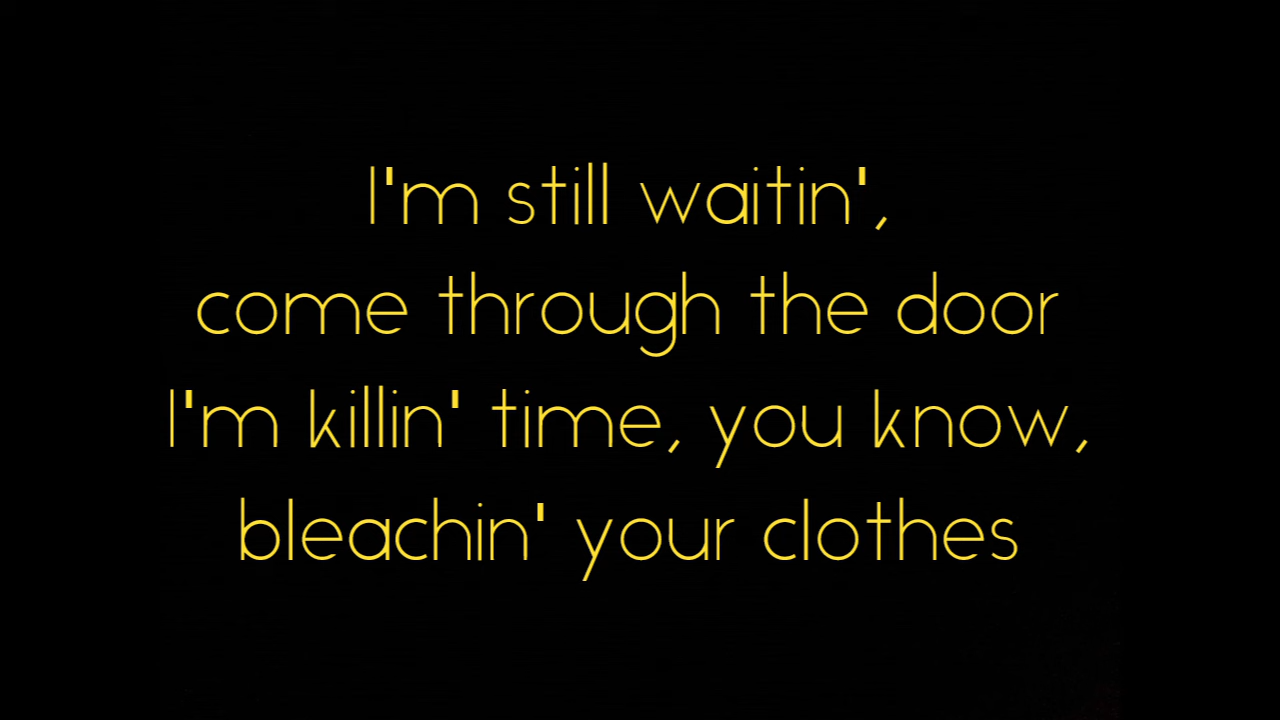 I'm still waitin',
come through the door
I'm killin' time, you know,
bleachin' your clothes